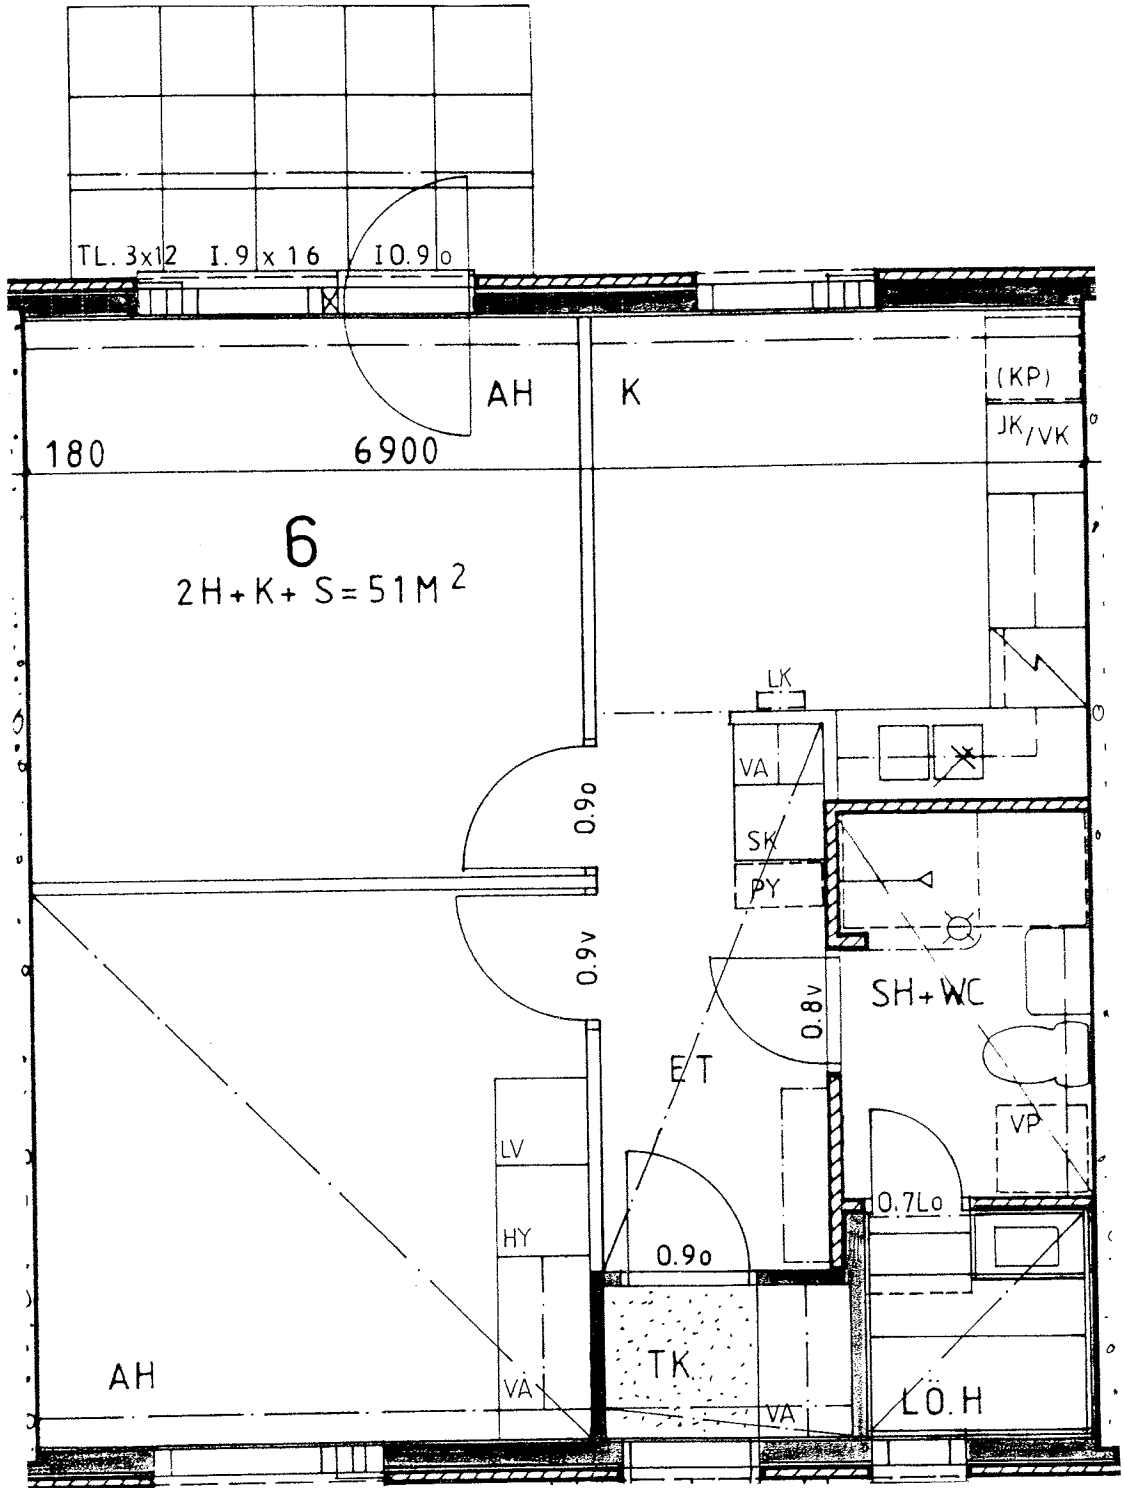 TL. 3x12 I.9 x 16 IO.9o
AH K
(KP)
JK/VK
180 6900
6
2H+K+ S=51M²
LK
VA
0.9o
SK
PY
0.9v
SH+WC
0.8v
ET
VP
LV
0.7Lo
HY
0.9o
TK
AH
VA
VA
LÖ.H